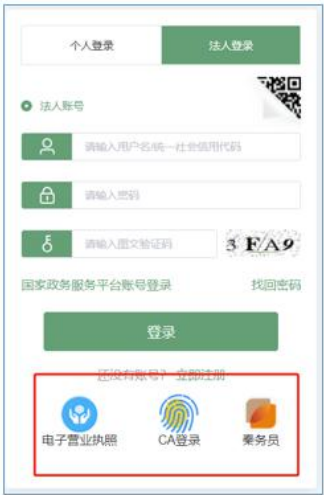 个人登录 法人登录
法人账号
请输入用户名/统一社会信用代码
请输入密码
请输入图文验证码 3 FA9
国家政务服务平台账号登录 找回密码
登录
还没有账号? 立即注册
电子营业执照 CA登录 秦务员